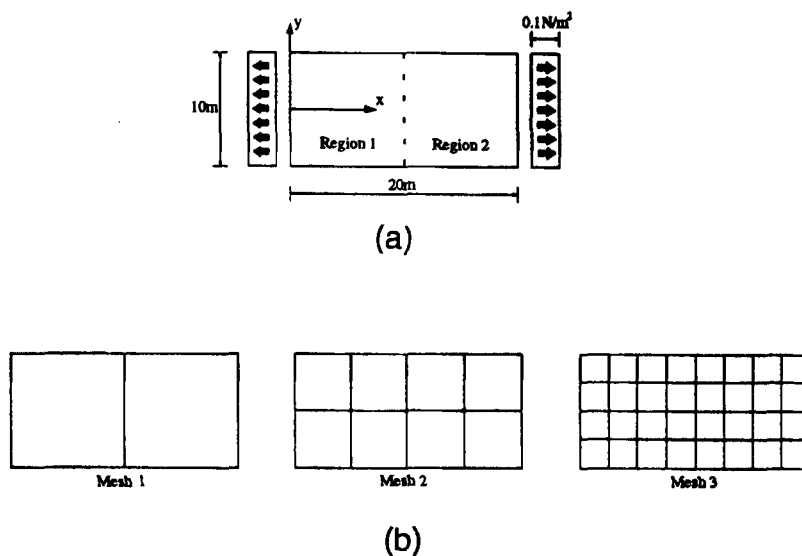 y
0.1N/m²
10m
x
Region 1
Region 2
20m
(a)
Mesh 1
Mesh 2
Mesh 3
(b)